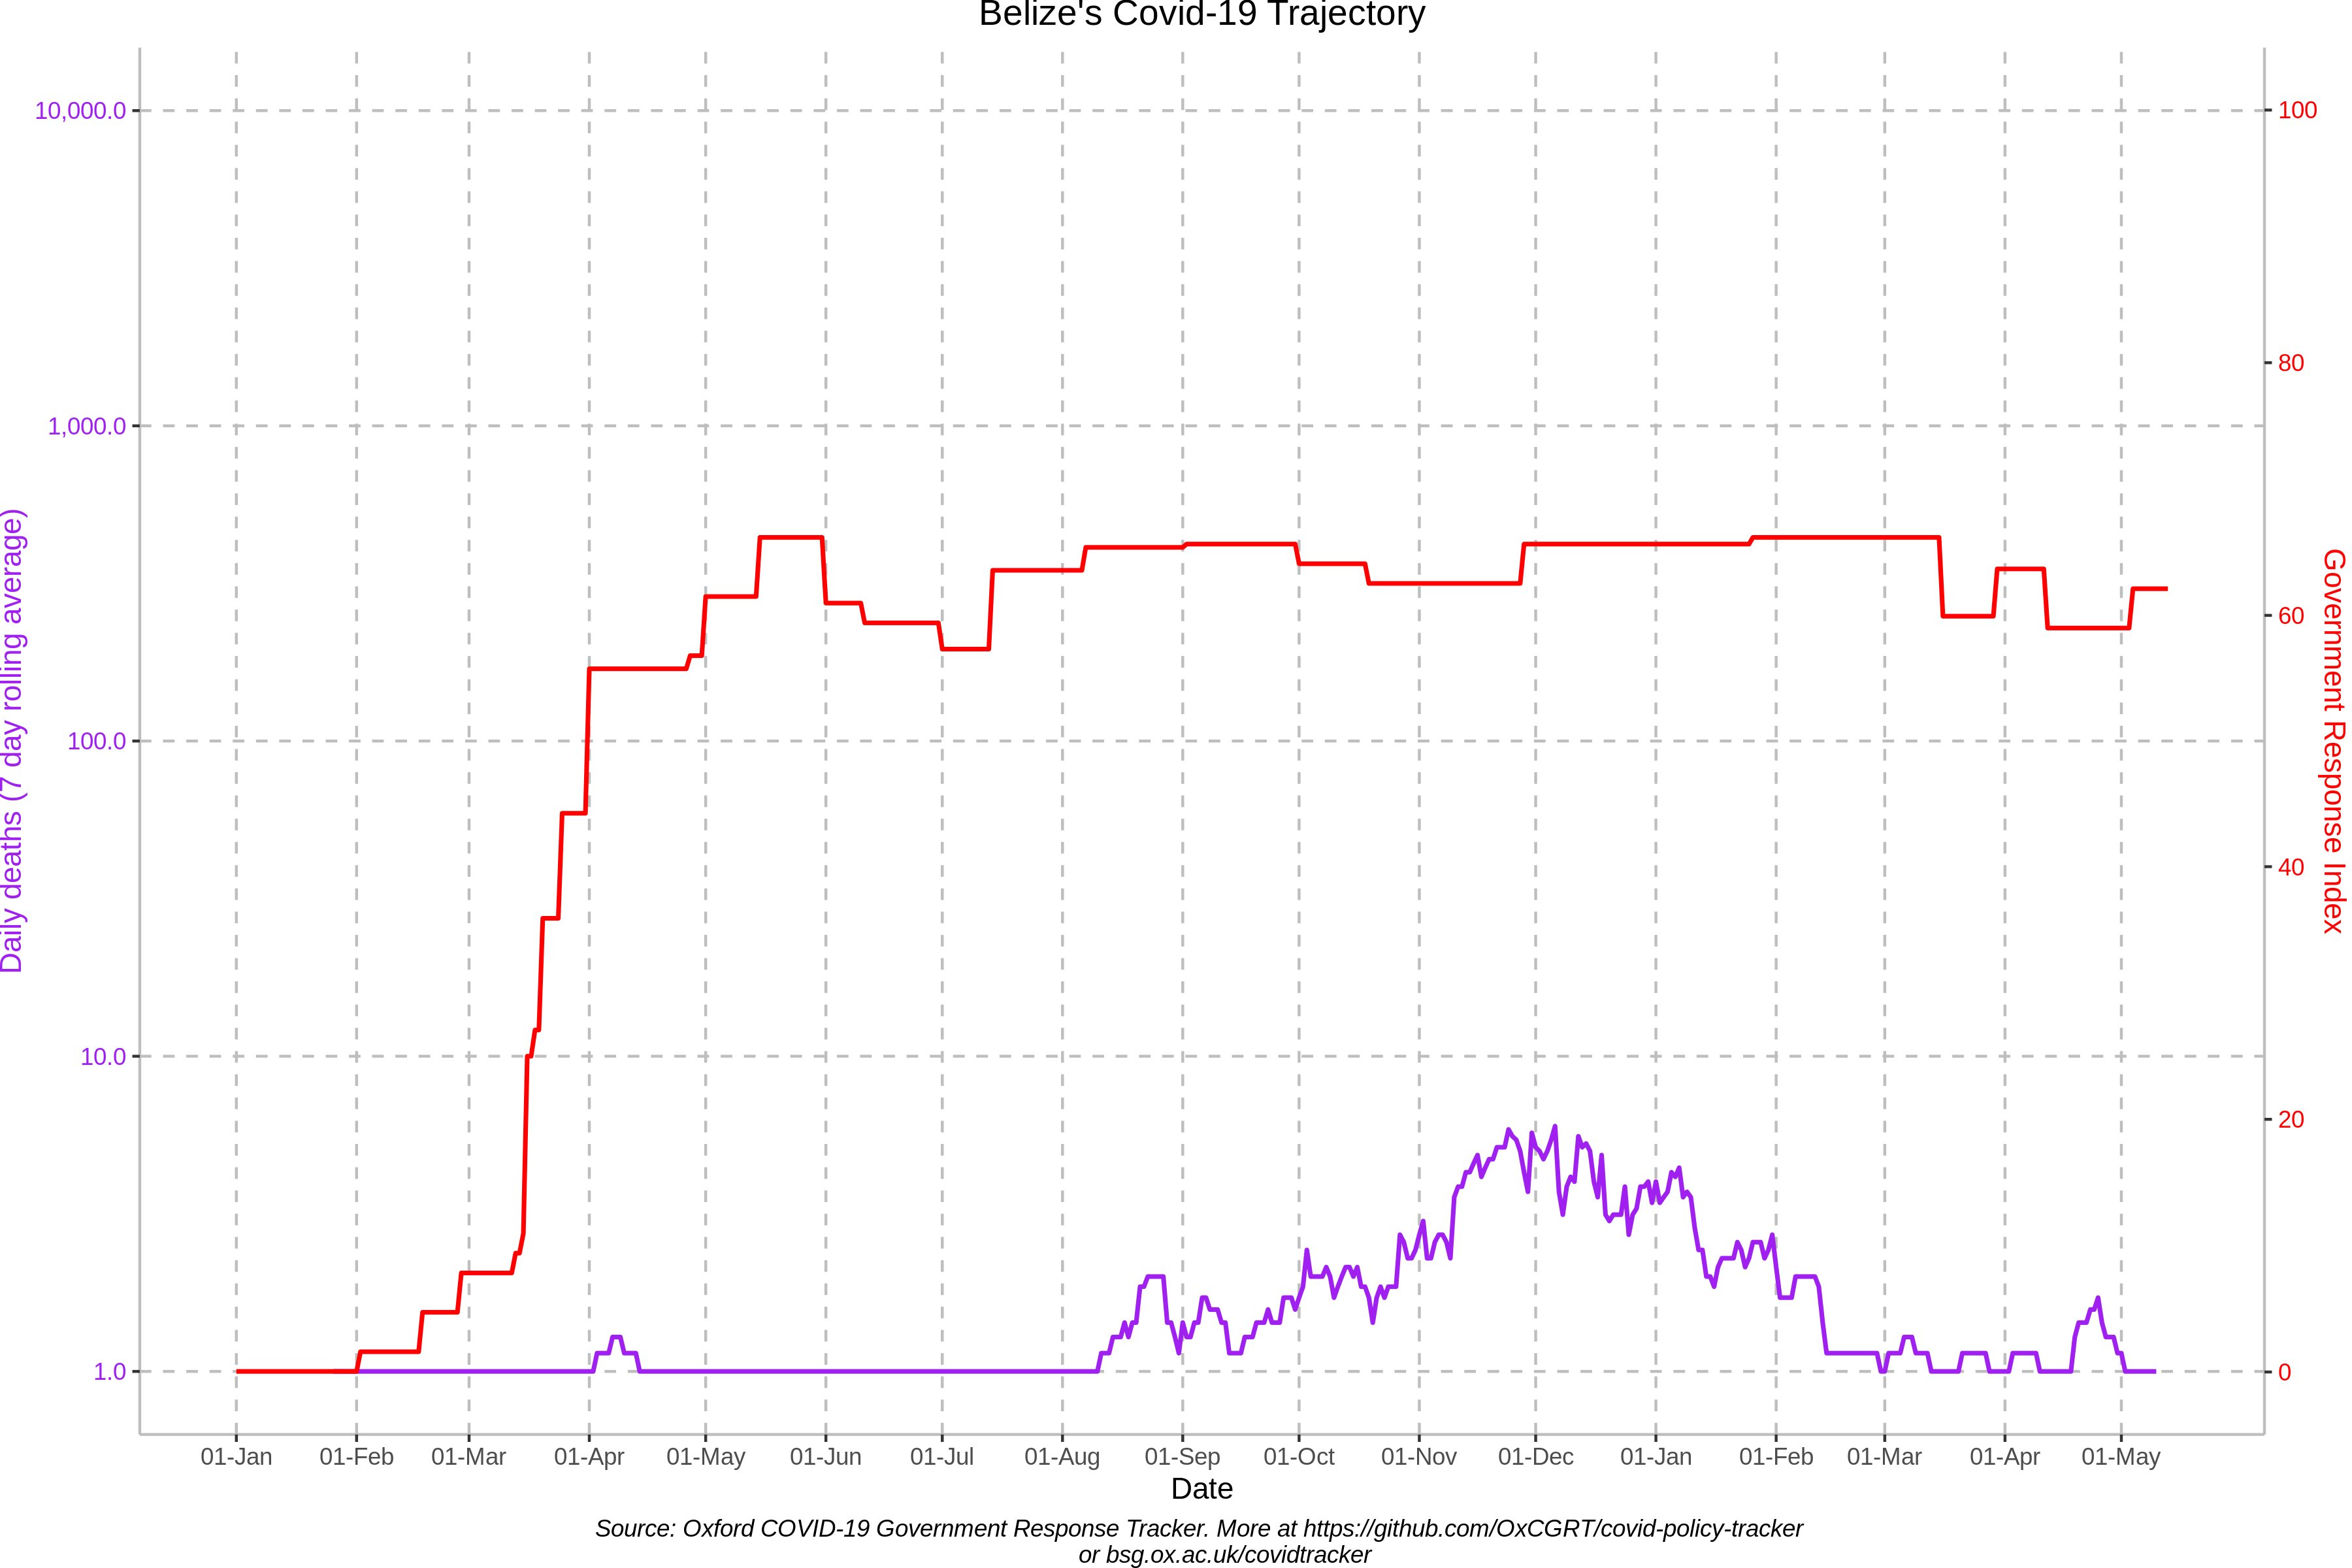 Belize's Covid-19 Trajectory
10,000.0
1,000.0
100.0
10.0
1.0
Daily deaths (7 day rolling average)
100
80
60
40
20
0
Government Response Index
01-Jan 01-Feb 01-Mar 01-Apr 01-May 01-Jun 01-Jul 01-Aug 01-Sep 01-Oct 01-Nov 01-Dec 01-Jan 01-Feb 01-Mar 01-Apr 01-May
Date
Source: Oxford COVID-19 Government Response Tracker. More at https://github.com/OxCGRT/covid-policy-tracker
or bsg.ox.ac.uk/covidtracker